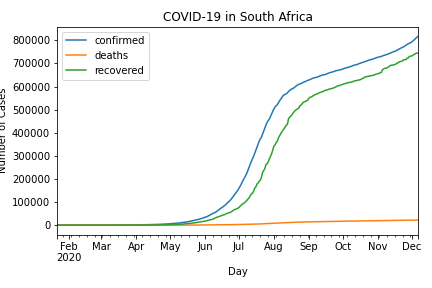 COVID-19 in South Africa
confirmed
deaths
recovered
Number of Cases
800000
700000
600000
500000
400000
300000
200000
100000
0
Feb Mar Apr May Jun Jul Aug Sep Oct Nov Dec
2020
Day